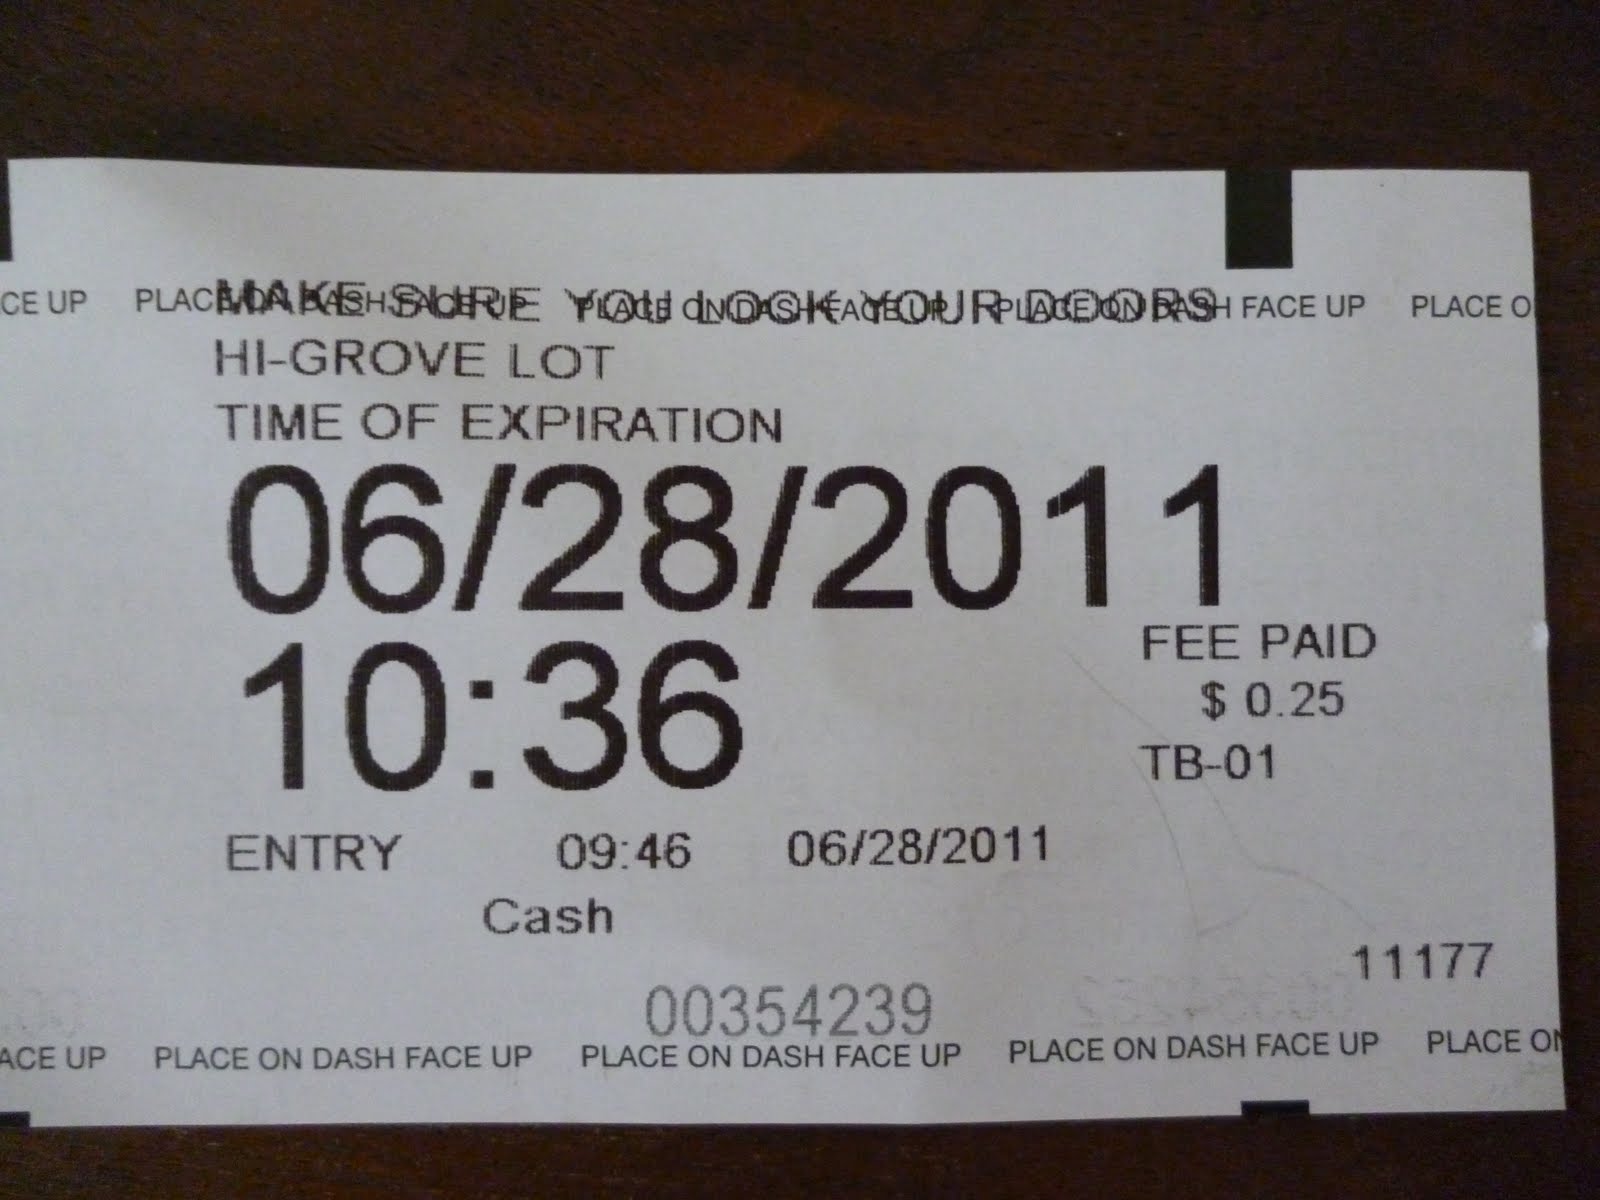 MAKE SURE YOU LOCK YOUR DOORS
CE UP PLACE ON DASH FACE UP PLACE ON DASH FACE UP PLACE ON DASH FACE UP PLACE O
HI-GROVE LOT
TIME OF EXPIRATION
06/28/2011
10:36
FEE PAID
$ 0.25
TB-01
ENTRY 09:46 06/28/2011
Cash
11177
00354239
ACE UP PLACE ON DASH FACE UP PLACE ON DASH FACE UP PLACE ON DASH FACE UP PLACE ON